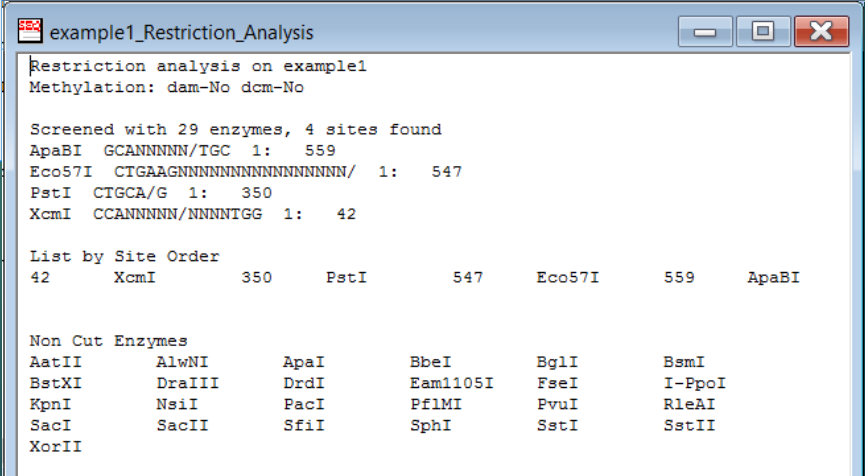 SEQ example1_Restriction_Analysis
Restriction analysis on example1
Methylation: dam-No dcm-No
Screened with 29 enzymes, 4 sites found
ApaBI GCANNNNN/TGC 1: 559
Eco57I CTGAAGNNNNNNNNNNNNNNNN/ 1: 547
PstI CTGCA/G 1: 350
XcmI CCANNNNN/NNNNTGG 1: 42
List by Site Order
42 XcmI 350 PstI 547 Eco57I 559 ApaBI
Non Cut Enzymes
AatII AlwNI ApaI BbeI BglI BsmI
BstXI DraIII DrdI Eam1105I FseI I-PpoI
KpnI NsiI PacI PflMI PvuI RleAI
SacI SacII SfiI SphI SstI SstII
XorII